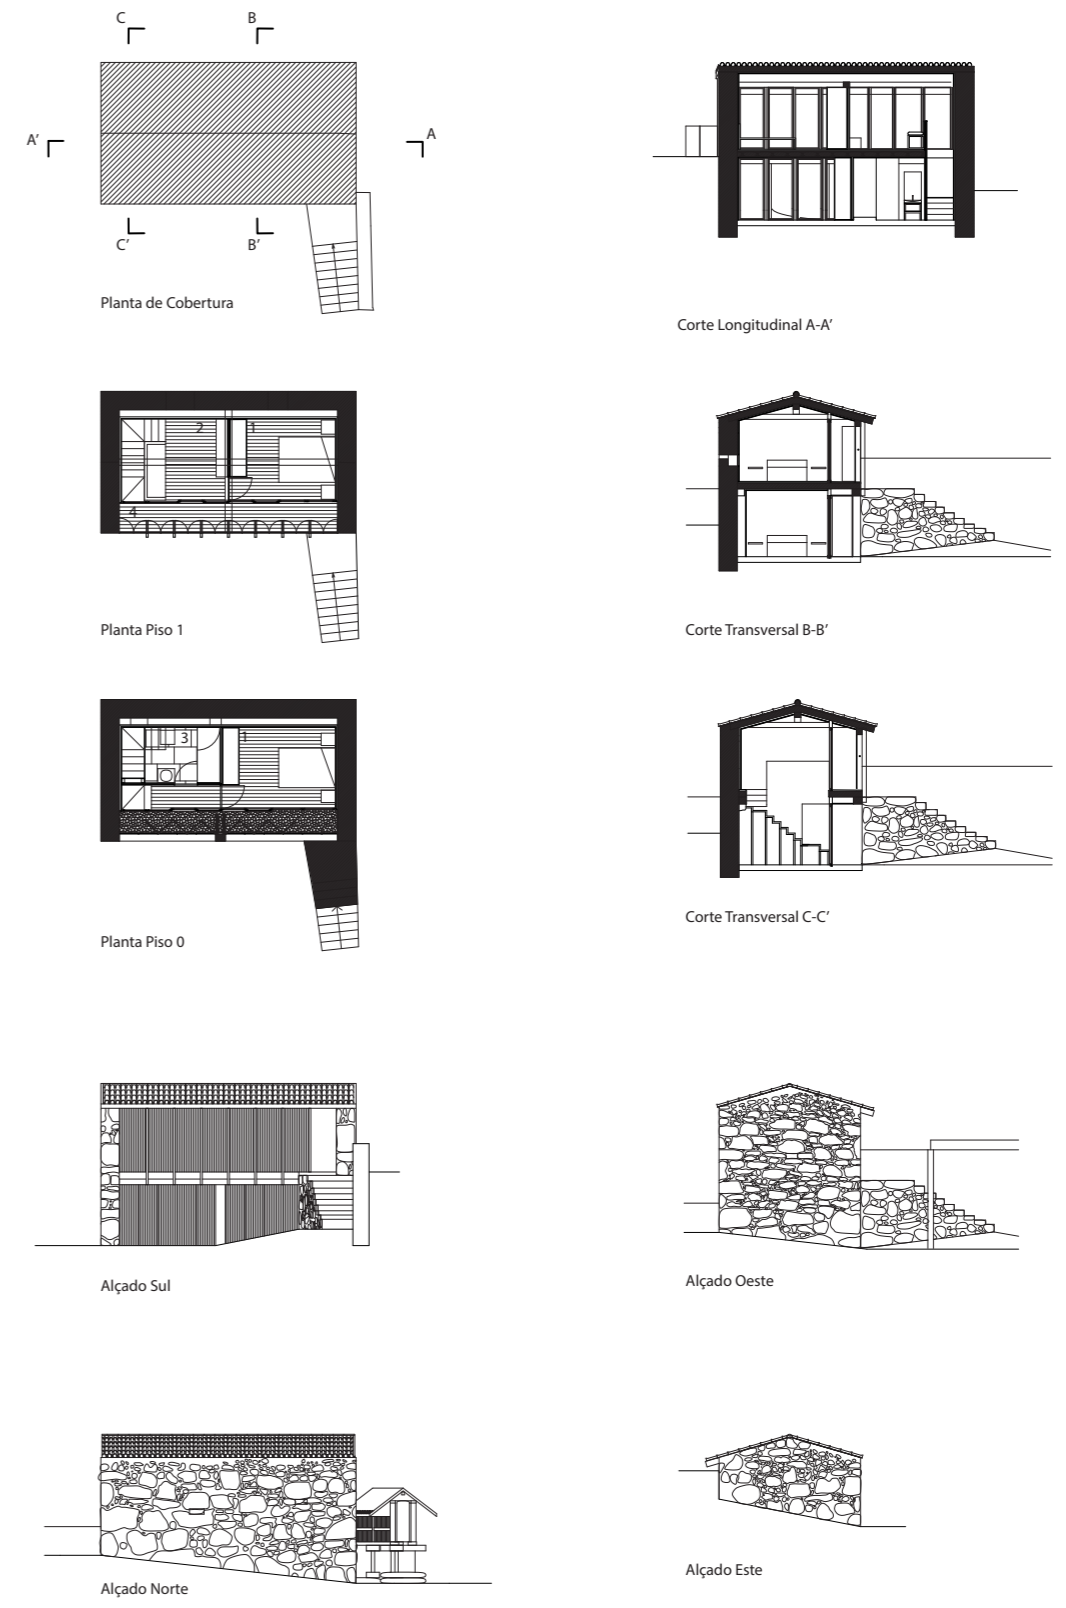 C
B
A'
A
C'
B'
Planta de Cobertura
Corte Longitudinal A-A'
2
1
4
Planta Piso 1
Corte Transversal B-B'
3
1
Planta Piso 0
Corte Transversal C-C'
Alçado Sul
Alçado Oeste
Alçado Norte
Alçado Este